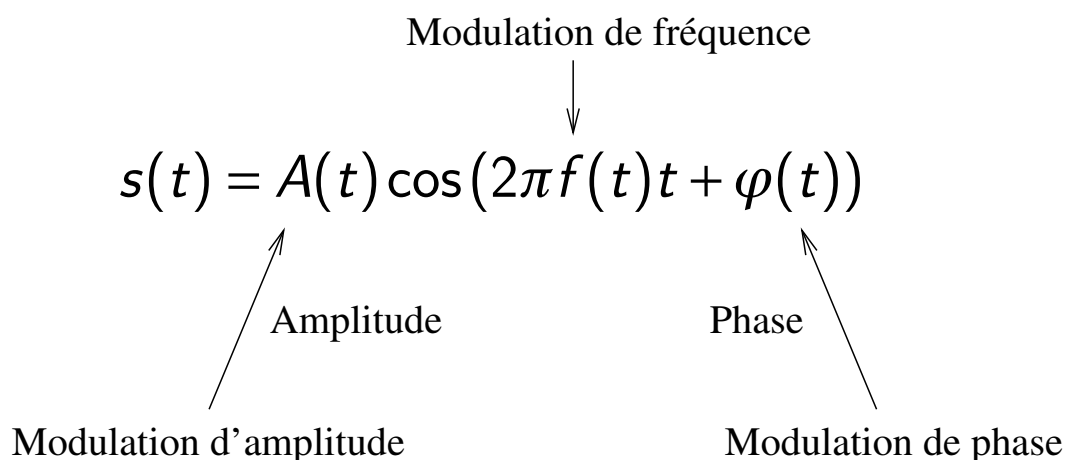 Modulation de fréquence
s(t) = A(t) cos(2πf(t)t + φ(t))
Amplitude
Phase
Modulation d’amplitude
Modulation de phase